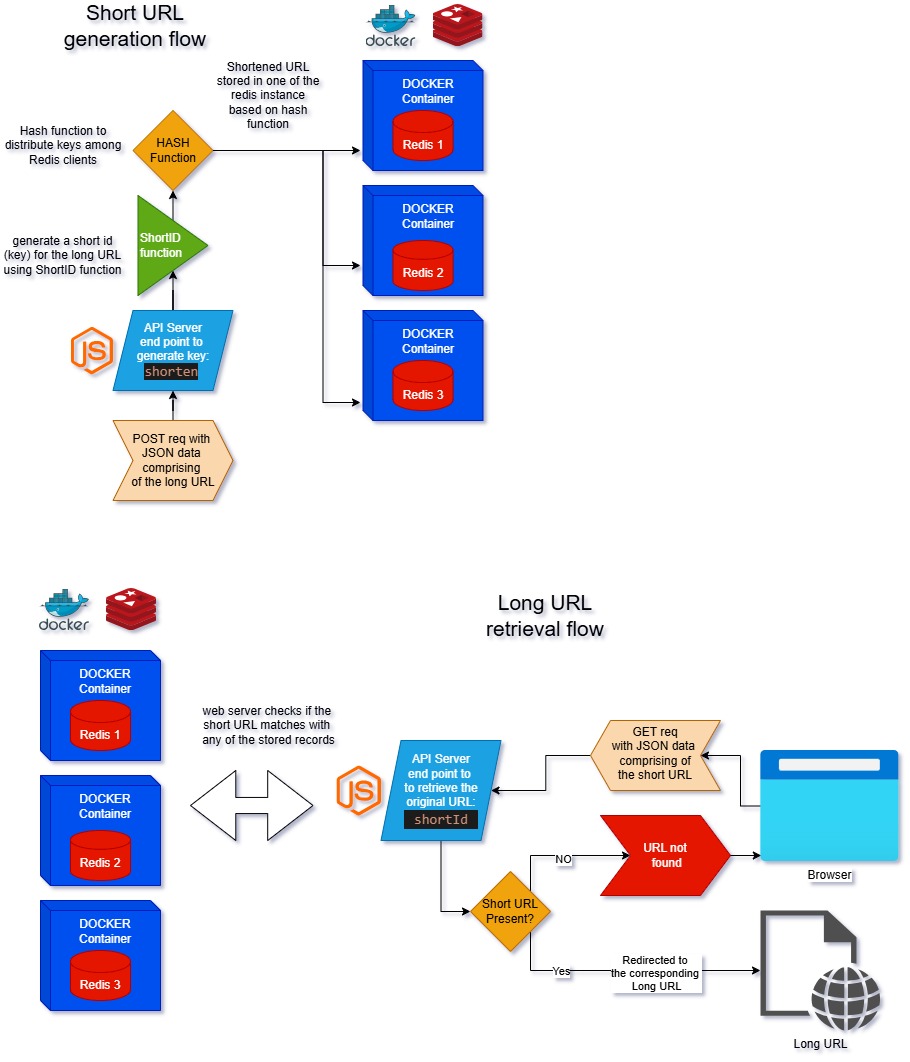 Short URL
generation flow
docker
Shortened URL
stored in one of the
redis instance
based on hash
function
DOCKER
Container
Redis 1
Hash function to
distribute keys among
Redis clients
HASH
Function
DOCKER
Container
Redis 2
generate a short id
(key) for the long URL
using ShortID function
ShortID
function
DOCKER
Container
Redis 3
JS
API Server
end point to
generate key:
shorten
POST req with
JSON data
comprising
of the long URL
docker
Long URL
retrieval flow
DOCKER
Container
Redis 1
web server checks if the
short URL matches with
any of the stored records
GET req
with JSON data
comprising of
the short URL
JS
API Server
end point to
to retrieve the
original URL:
shortId
DOCKER
Container
Redis 2
NO
URL not
found
Browser
Short URL
Present?
DOCKER
Container
Redis 3
Yes
Redirected to
the corresponding
Long URL
Long URL